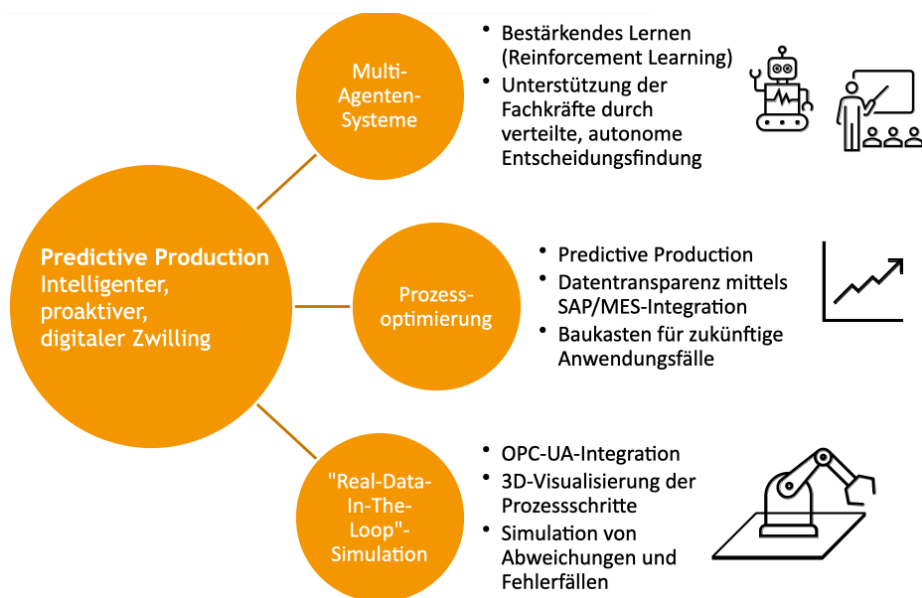 Predictive Production
Intelligenter,
proaktiver,
digitaler Zwilling
Multi-
Agenten-
Systeme
• Bestärkendes Lernen
(Reinforcement Learning)
• Unterstützung der
Fachkräfte durch
verteilte, autonome
Entscheidungsfindung
Prozess-
optimierung
• Predictive Production
• Datentransparenz mittels
SAP/MES-Integration
• Baukasten für zukünftige
Anwendungsfälle
"Real-Data-
In-The-
Loop"-
Simulation
• OPC-UA-Integration
• 3D-Visualisierung der
Prozessschritte
• Simulation von
Abweichungen und
Fehlerfällen